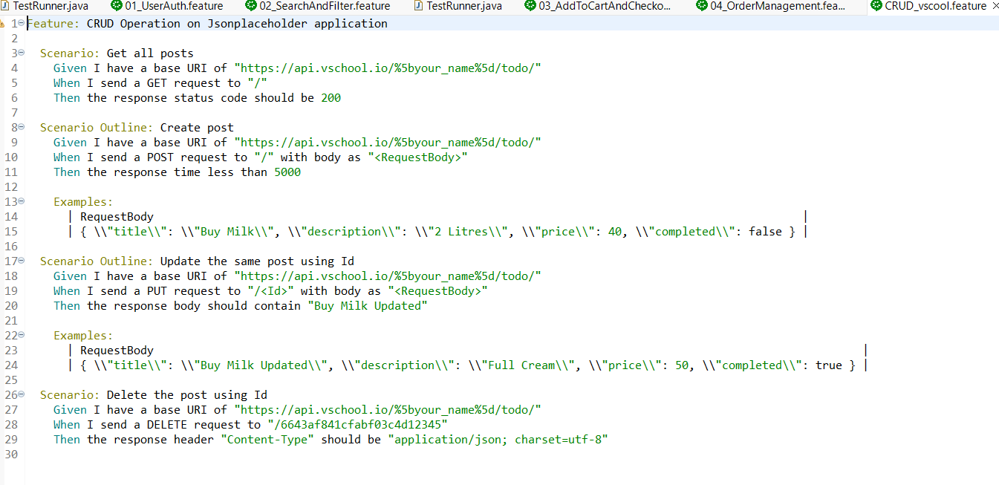 TestRunner.java 01_UserAuth.feature 02_SearchAndFilter.feature TestRunner.java 03_AddToCartAndChecko... 04_OrderManagement.fea... CRUD_vscool.feature
1 Feature: CRUD Operation on Jsonplaceholder application
2
3 Scenario: Get all posts
4 Given I have a base URI of "https://api.vschool.io/%5byour_name%5d/todo/"
5 When I send a GET request to "/"
6 Then the response status code should be 200
7
8 Scenario Outline: Create post
9 Given I have a base URI of "https://api.vschool.io/%5byour_name%5d/todo/"
10 When I send a POST request to "/" with body as "<RequestBody>"
11 Then the response time less than 5000
12
13 Examples:
14 | RequestBody |
15 | { \\"title\\": \\"Buy Milk\\", \\"description\\": \\"2 Litres\\", \\"price\\": 40, \\"completed\\": false } |
16
17 Scenario Outline: Update the same post using Id
18 Given I have a base URI of "https://api.vschool.io/%5byour_name%5d/todo/"
19 When I send a PUT request to "/<Id>" with body as "<RequestBody>"
20 Then the response body should contain "Buy Milk Updated"
21
22 Examples:
23 | RequestBody |
24 | { \\"title\\": \\"Buy Milk Updated\\", \\"description\\": \\"Full Cream\\", \\"price\\": 50, \\"completed\\": true } |
25
26 Scenario: Delete the post using Id
27 Given I have a base URI of "https://api.vschool.io/%5byour_name%5d/todo/"
28 When I send a DELETE request to "/6643af841cfabf03c4d12345"
29 Then the response header "Content-Type" should be "application/json; charset=utf-8"
30